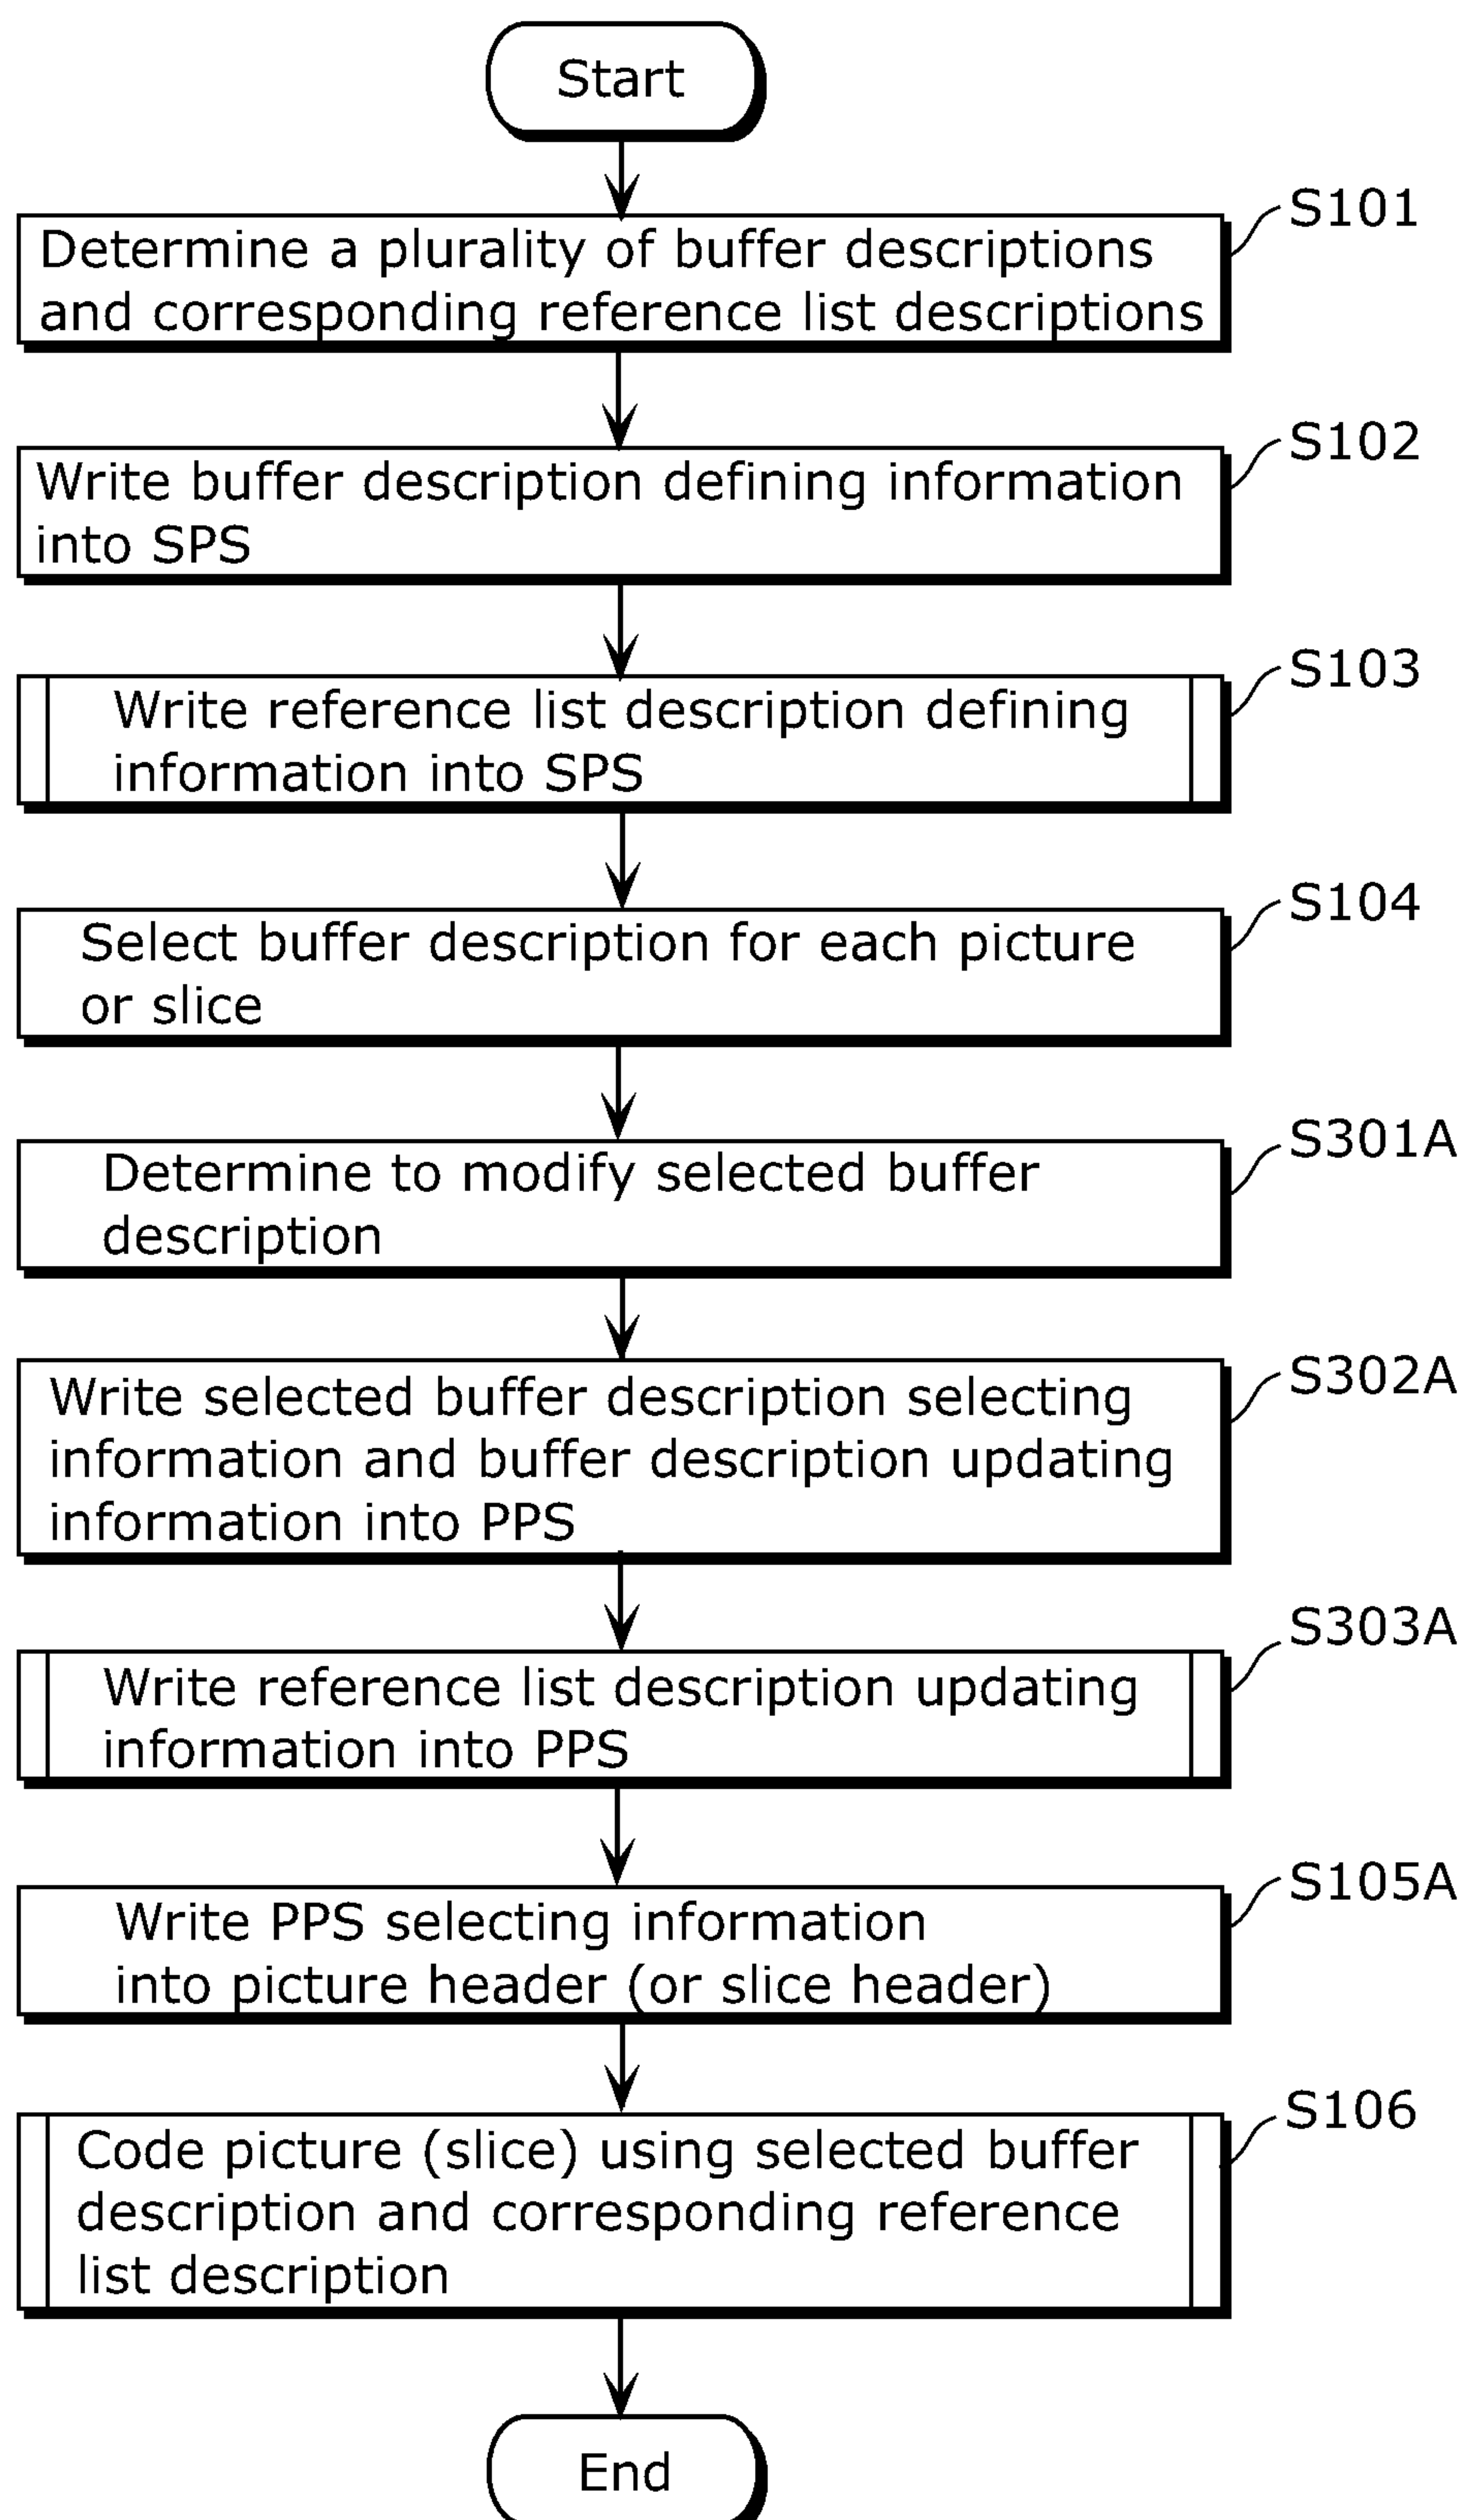 Start
S101
Determine a plurality of buffer descriptions
and corresponding reference list descriptions
S102
Write buffer description defining information
into SPS
S103
Write reference list description defining
information into SPS
S104
Select buffer description for each picture
or slice
S301A
Determine to modify selected buffer
description
S302A
Write selected buffer description selecting
information and buffer description updating
information into PPS
S303A
Write reference list description updating
information into PPS
S105A
Write PPS selecting information
into picture header (or slice header)
S106
Code picture (slice) using selected buffer
description and corresponding reference
list description
End